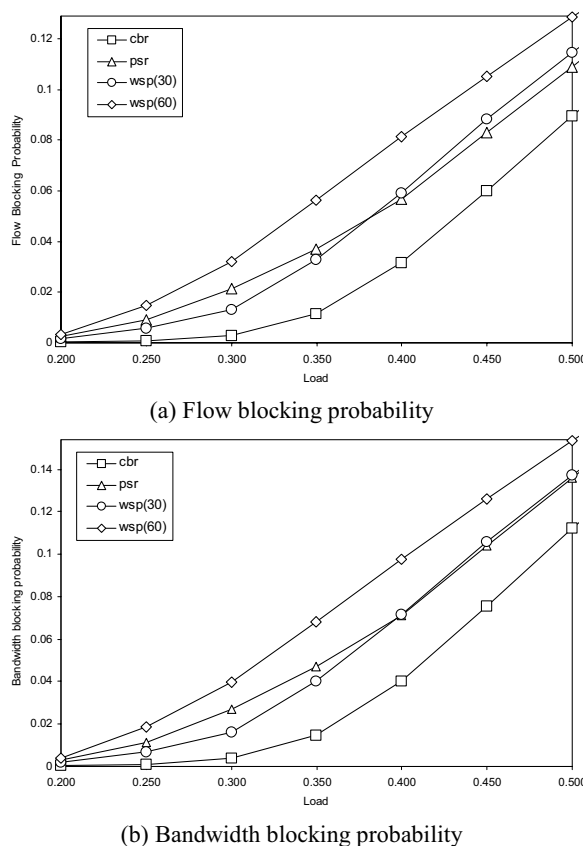 0.12
0.1
0.08
0.06
0.04
0.02
0
Flow Blocking Probability
cbr
psr
wsp(30)
wsp(60)
0.200 0.250 0.300 0.350 0.400 0.450 0.500
Load
(a) Flow blocking probability
0.14
0.12
0.1
0.08
0.06
0.04
0.02
0
Bandwidth blocking probability
cbr
psr
wsp(30)
wsp(60)
0.200 0.250 0.300 0.350 0.400 0.450 0.500
Load
(b) Bandwidth blocking probability